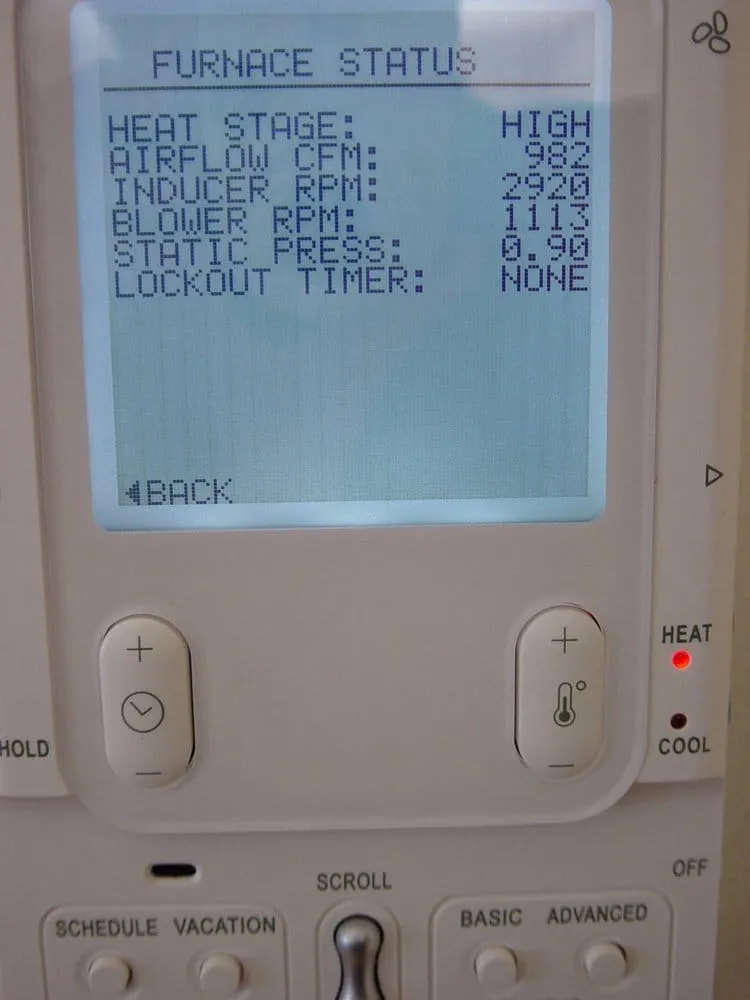 FURNACE STATUS
HEAT STAGE: HIGH
AIRFLOW CFM: 982
INDUCER RPM: 2920
BLOWER RPM: 1113
STATIC PRESS: 0.90
LOCKOUT TIMER: NONE
◀BACK
HEAT
HOLD
COOL
OFF
SCROLL
SCHEDULE VACATION
BASIC ADVANCED